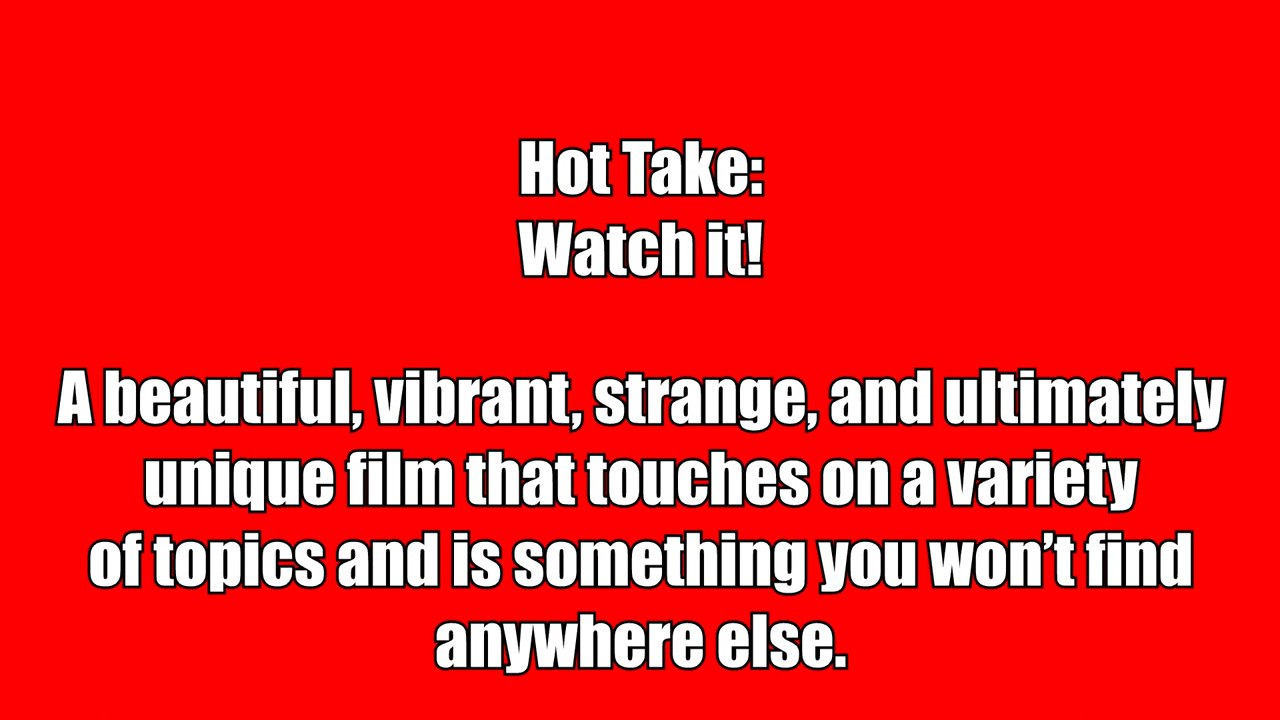 Hot Take:
Watch it!
A beautiful, vibrant, strange, and ultimately
unique film that touches on a variety
of topics and is something you won’t find
anywhere else.